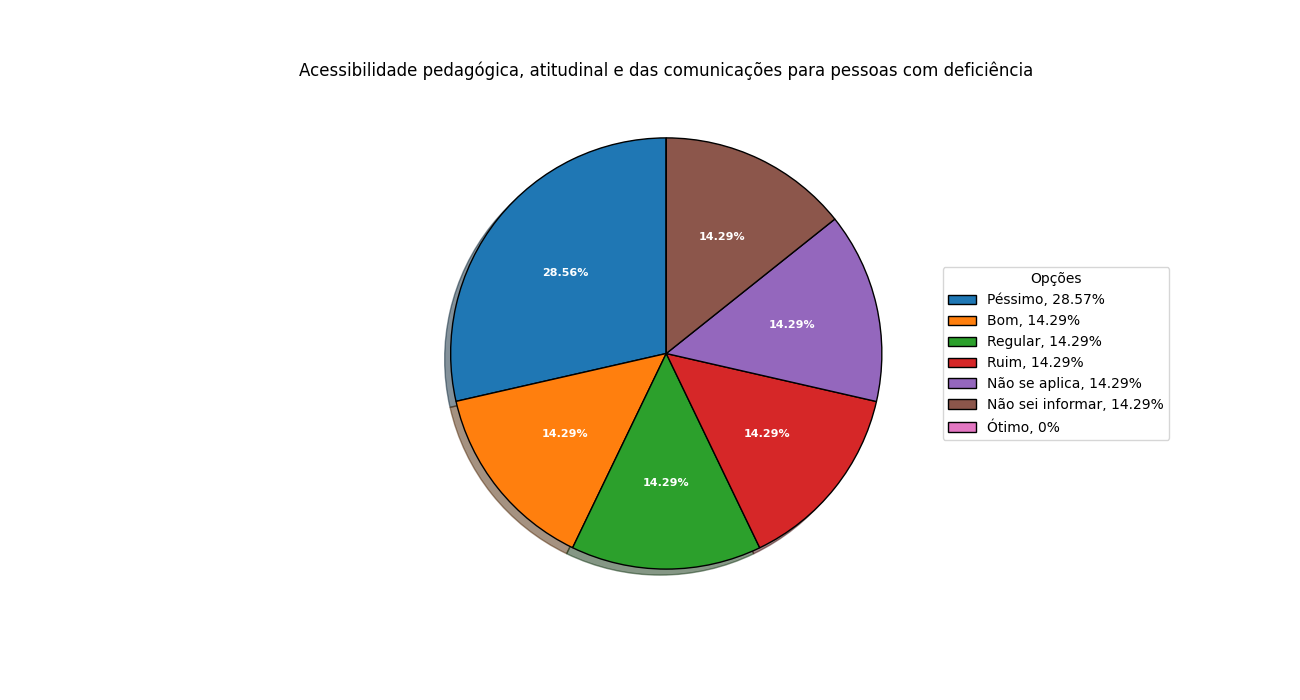 Acessibilidade pedagógica, atitudinal e das comunicações para pessoas com deficiência
14.29%
28.56%
14.29%
14.29%
14.29%
14.29%
Opções
Péssimo, 28.57%
Bom, 14.29%
Regular, 14.29%
Ruim, 14.29%
Não se aplica, 14.29%
Não sei informar, 14.29%
Ótimo, 0%